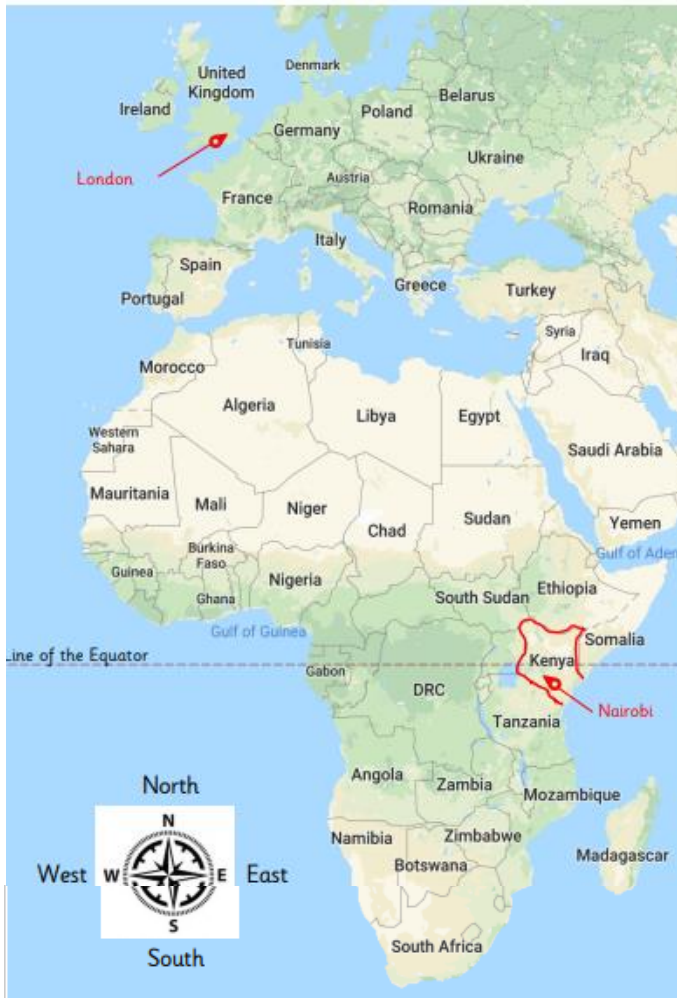 Denmark
United
Kingdom
Ireland
Belarus
Poland
Germany
London
Ukraine
Austria
France
Romania
Italy
Spain
Greece
Turkey
Portugal
Syria
Tunisia
Iraq
Morocco
Algeria
Libya
Egypt
Western
Sahara
Saudi Arabia
Mauritania
Mali
Niger
Sudan
Chad
Yemen
Burkina
Faso
Gulf of Aden
Guinea
Nigeria
Ethiopia
Ghana
South Sudan
Gulf of Guinea
Somalia
Line of the Equator
Kenya
Gabon
DRC
Nairobi
Tanzania
Angola
Zambia
North
Mozambique
N
Namibia
Zimbabwe
Madagascar
Botswana
West
W
E
East
S
South Africa
South